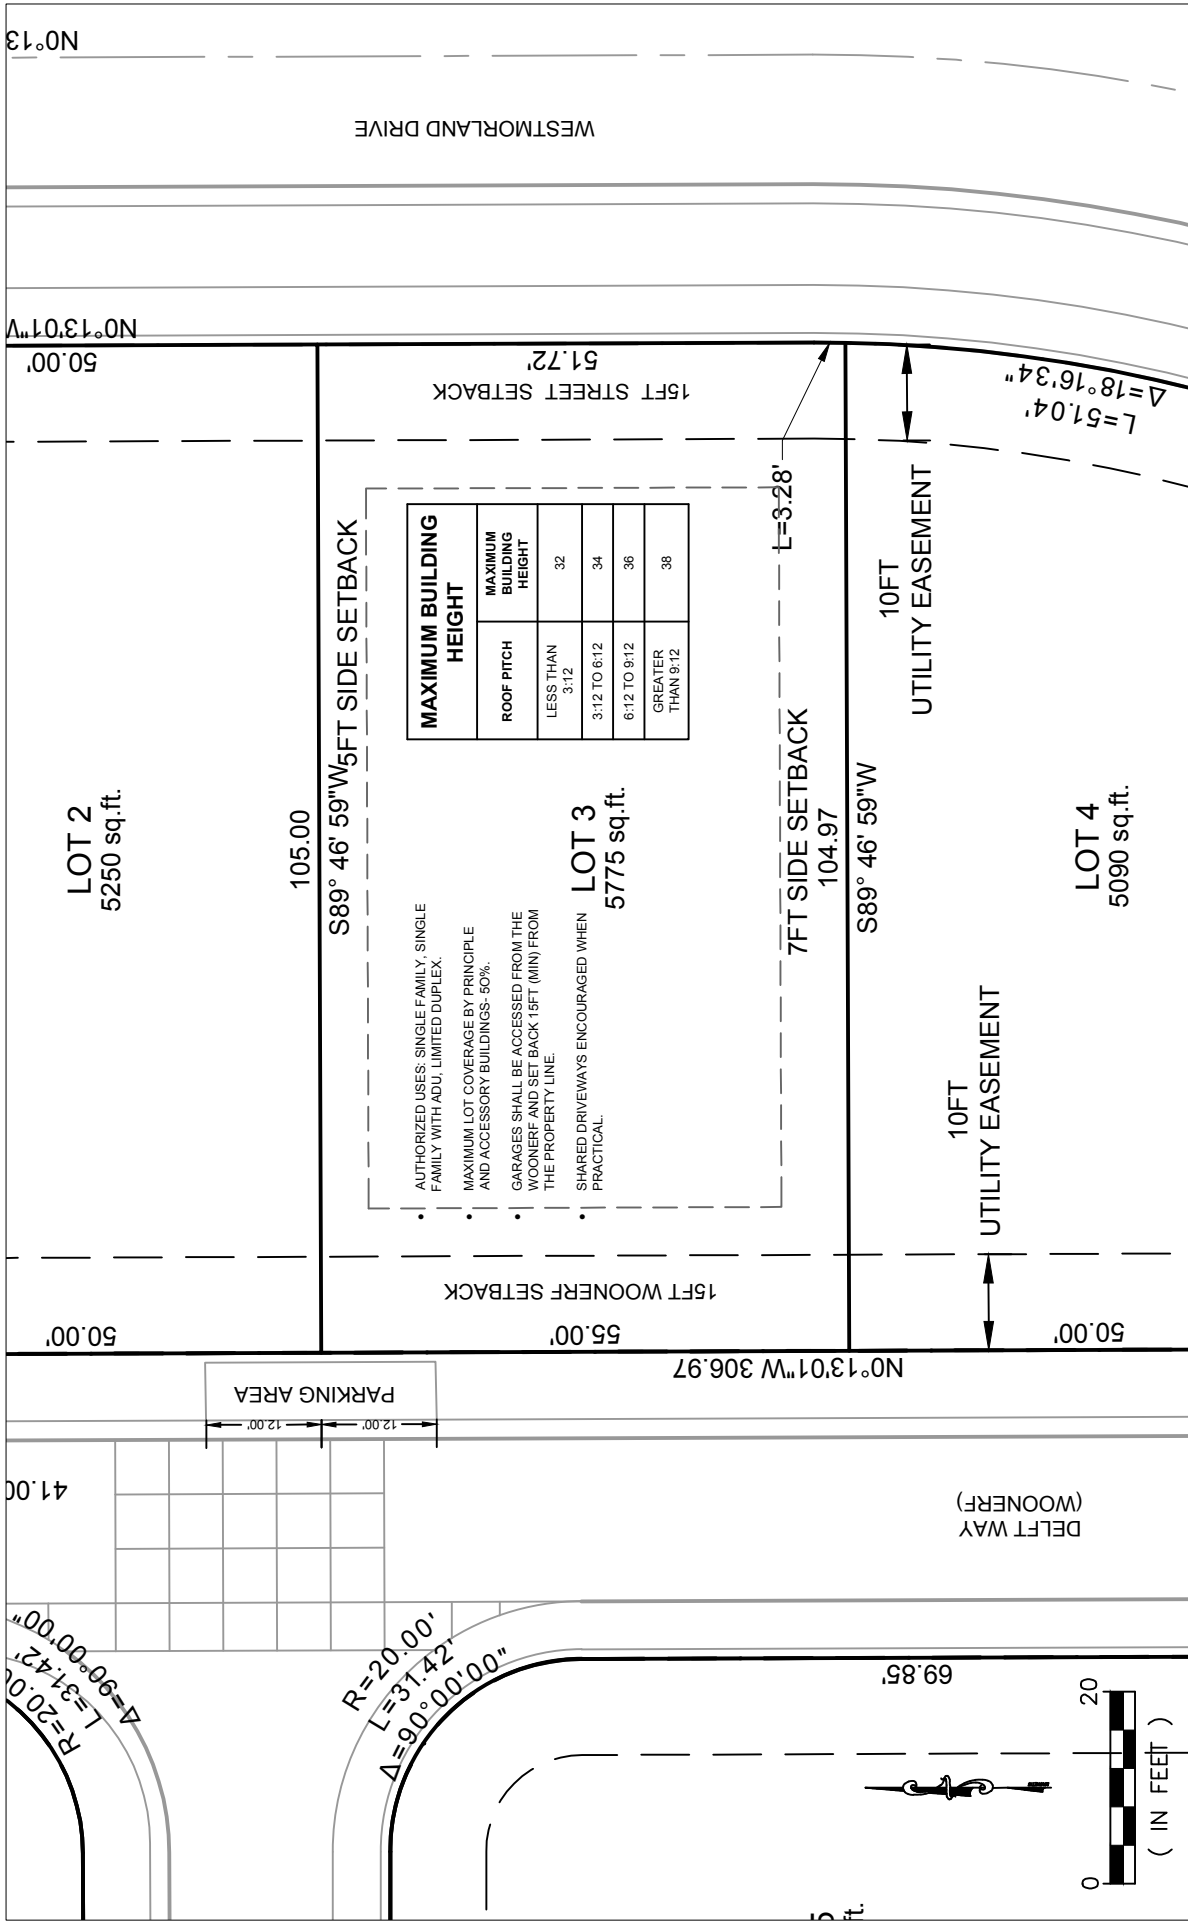 N0°13
WESTMORLAND DRIVE
N0°13'01"W
50.00'
51.72'
15FT STREET SETBACK
L=51.04'
Δ=18°16'34"
L=3.28'
LOT 2
5250 sq.ft.
105.00
S89° 46' 59"W
5FT SIDE SETBACK
MAXIMUM BUILDING
HEIGHT
ROOF PITCH
MAXIMUM
BUILDING
HEIGHT
LESS THAN
3:12
32
3:12 TO 6:12
34
6:12 TO 9:12
36
GREATER
THAN 9:12
38
• AUTHORIZED USES: SINGLE FAMILY, SINGLE
FAMILY WITH ADU, LIMITED DUPLEX.
• MAXIMUM LOT COVERAGE BY PRINCIPLE
AND ACCESSORY BUILDINGS- 50%.
• GARAGES SHALL BE ACCESSED FROM THE
WOONERF AND SET BACK 15FT (MIN) FROM
THE PROPERTY LINE.
• SHARED DRIVEWAYS ENCOURAGED WHEN
PRACTICAL.
LOT 3
5775 sq.ft.
7FT SIDE SETBACK
104.97
S89° 46' 59"W
10FT
UTILITY EASEMENT
10FT
UTILITY EASEMENT
LOT 4
5090 sq.ft.
15FT WOONERF SETBACK
50.00'
55.00'
50.00'
N0°13'01"W 306.97
PARKING AREA
12.00'
12.00'
41.00
DELFT WAY
(WOONERF)
R=20.00
L=31.42'
Δ=90°00'00"
R=20.00'
L=31.42'
Δ=90°00'00"
69.85'
0
20
( IN FEET )
ft.